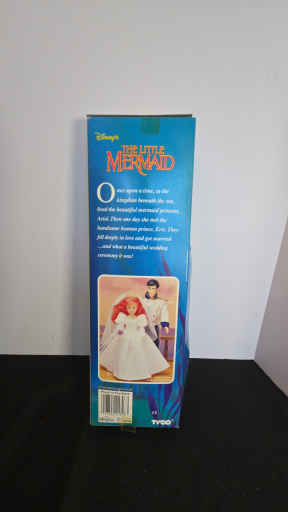 Disney's
THE LITTLE
MERMAID
Once upon a time, in the
kingdom beneath the sea,
lived the beautiful mermaid princess,
Ariel. Then one day she met the
handsome human prince, Eric. They
fell deeply in love and got married
...and what a beautiful wedding
ceremony it was!
TYCO